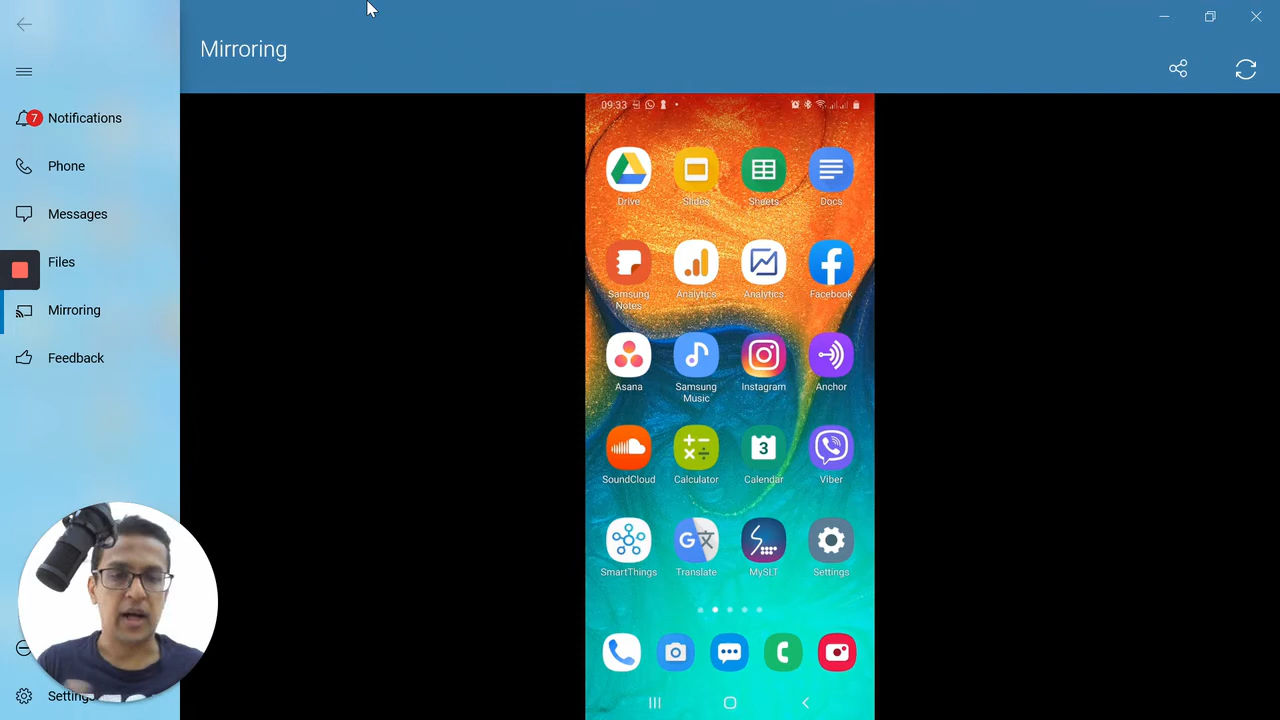 Mirroring
7 Notifications
Phone
Messages
Files
Mirroring
Feedback
Settings
09:33
Drive Slides Sheets Docs
Samsung Notes Analytics Analytics Facebook
Asana Samsung Music Instagram Anchor
3
SoundCloud Calculator Calendar Viber
G
SmartThings Translate MySLT Settings